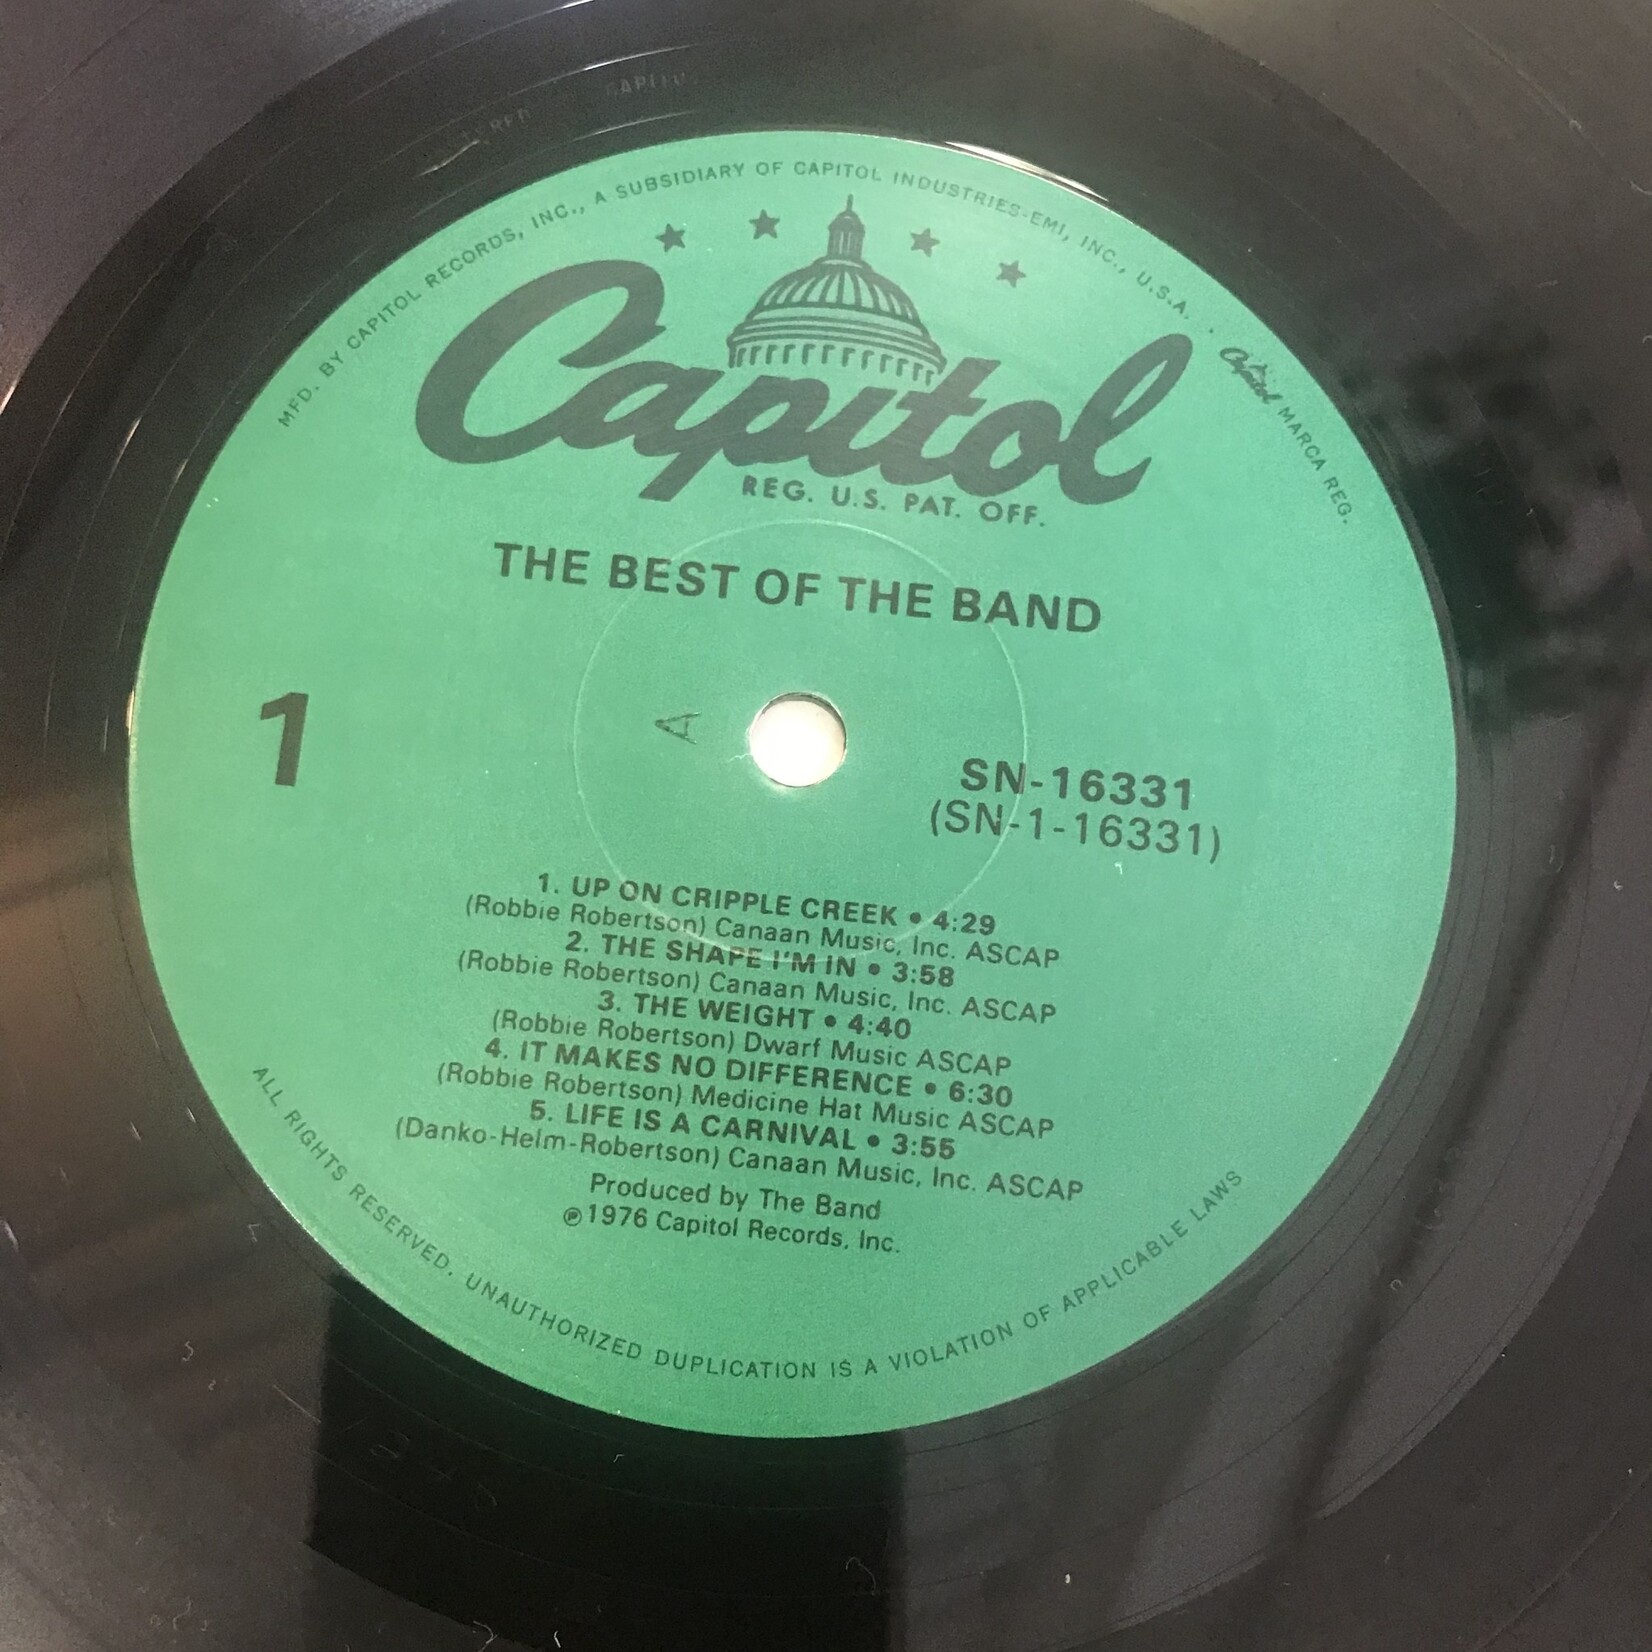 MFD. BY CAPITOL RECORDS, INC., A SUBSIDIARY OF CAPITOL INDUSTRIES-EMI, INC., U.S.A. · Capitol MARCA REG.
Capitol
REG. U.S. PAT. OFF.
THE BEST OF THE BAND
1
A
SN-16331
(SN-1-16331)
1. UP ON CRIPPLE CREEK • 4:29
(Robbie Robertson) Canaan Music, Inc. ASCAP
2. THE SHAPE I'M IN • 3:58
(Robbie Robertson) Canaan Music, Inc. ASCAP
3. THE WEIGHT • 4:40
(Robbie Robertson) Dwarf Music ASCAP
4. IT MAKES NO DIFFERENCE • 6:30
(Robbie Robertson) Medicine Hat Music ASCAP
5. LIFE IS A CARNIVAL • 3:55
(Danko-Helm-Robertson) Canaan Music, Inc. ASCAP
Produced by The Band
℗1976 Capitol Records, Inc.
ALL RIGHTS RESERVED. UNAUTHORIZED DUPLICATION IS A VIOLATION OF APPLICABLE LAWS